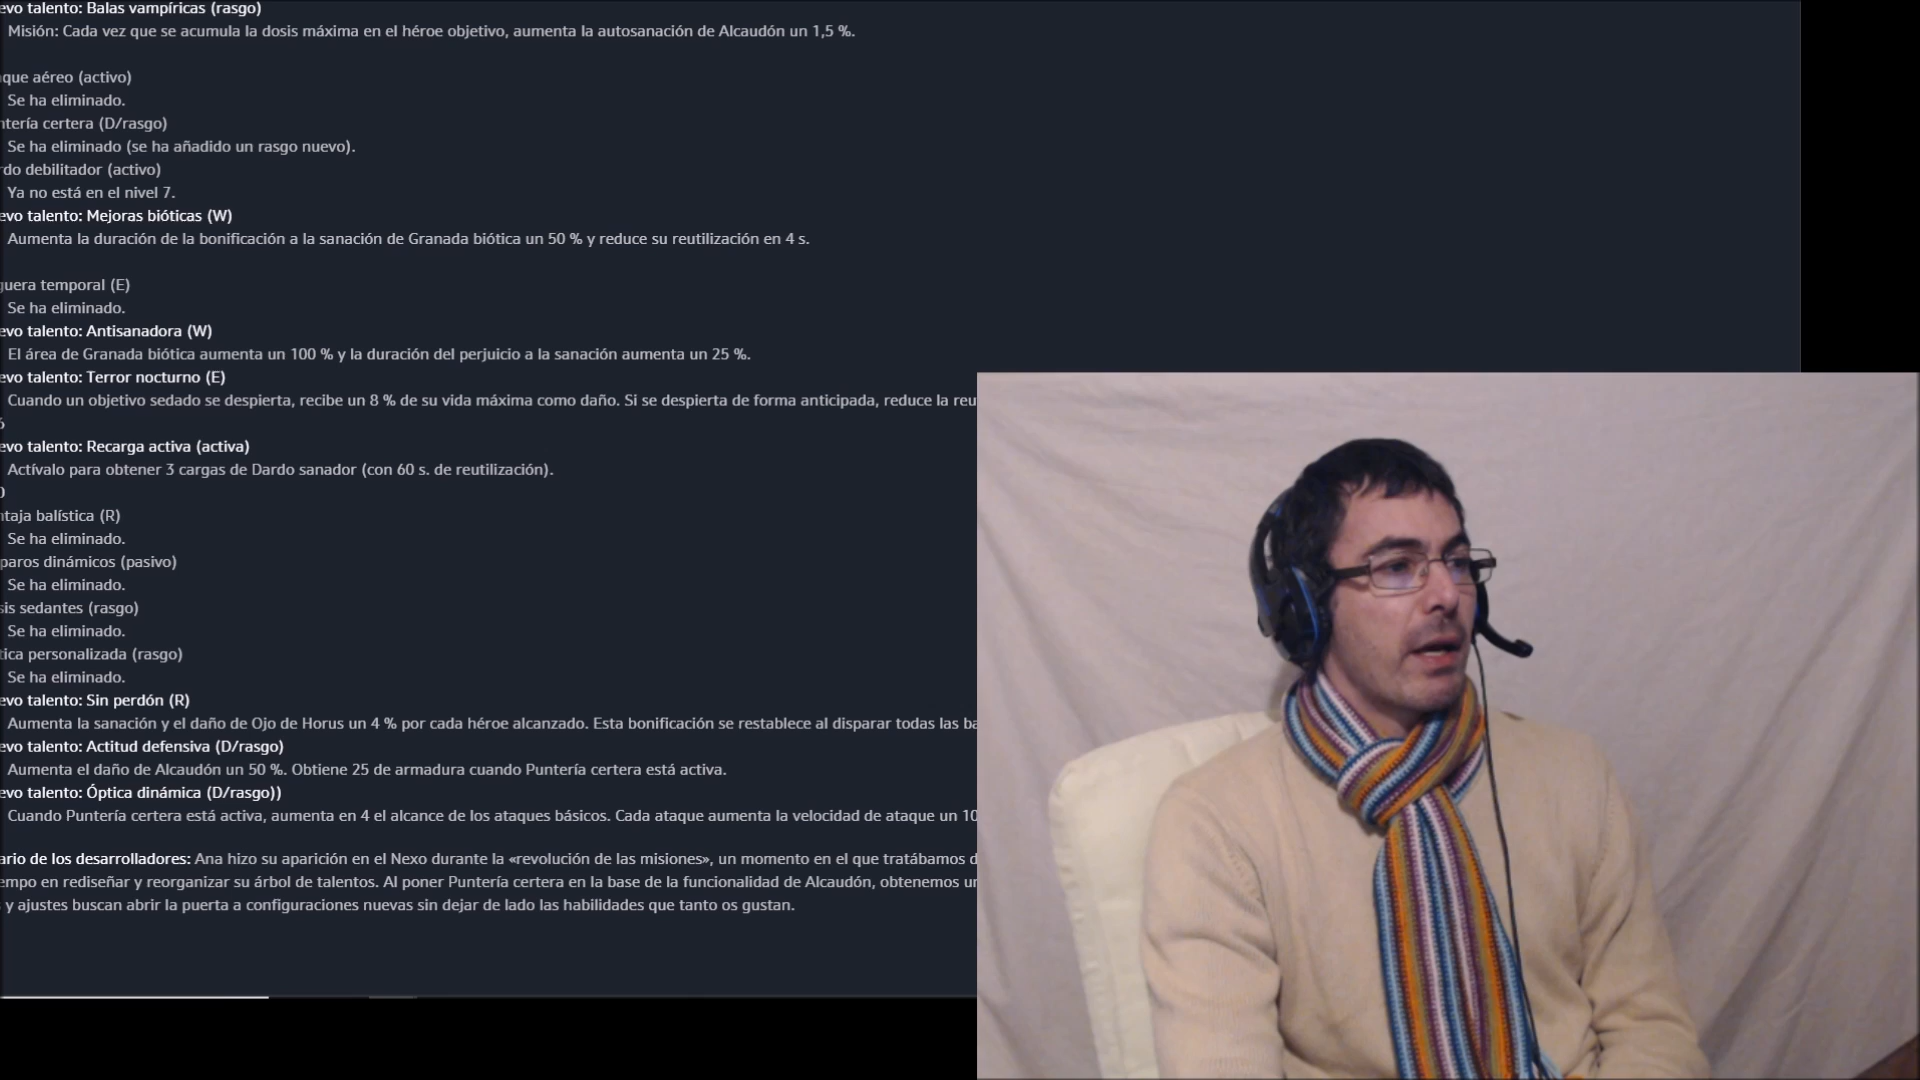 evo talento: Balas vampíricas (rasgo)
Misión: Cada vez que se acumula la dosis máxima en el héroe objetivo, aumenta la autosanación de Alcaudón un 1,5 %.
que aéreo (activo)
Se ha eliminado.
ntería certera (D/rasgo)
Se ha eliminado (se ha añadido un rasgo nuevo).
rdo debilitador (activo)
Ya no está en el nivel 7.
evo talento: Mejoras bióticas (W)
Aumenta la duración de la bonificación a la sanación de Granada biótica un 50 % y reduce su reutilización en 4 s.
guera temporal (E)
Se ha eliminado.
evo talento: Antisanadora (W)
El área de Granada biótica aumenta un 100 % y la duración del perjuicio a la sanación aumenta un 25 %.
evo talento: Terror nocturno (E)
Cuando un objetivo sedado se despierta, recibe un 8 % de su vida máxima como daño. Si se despierta de forma anticipada, reduce la reu
evo talento: Recarga activa (activa)
Actívalo para obtener 3 cargas de Dardo sanador (con 60 s. de reutilización).
ntaja balística (R)
Se ha eliminado.
paros dinámicos (pasivo)
Se ha eliminado.
sis sedantes (rasgo)
Se ha eliminado.
tica personalizada (rasgo)
Se ha eliminado.
evo talento: Sin perdón (R)
Aumenta la sanación y el daño de Ojo de Horus un 4 % por cada héroe alcanzado. Esta bonificación se restablece al disparar todas las ba
evo talento: Actitud defensiva (D/rasgo)
Aumenta el daño de Alcaudón un 50 %. Obtiene 25 de armadura cuando Puntería certera está activa.
evo talento: Óptica dinámica (D/rasgo))
Cuando Puntería certera está activa, aumenta en 4 el alcance de los ataques básicos. Cada ataque aumenta la velocidad de ataque un 10
ario de los desarrolladores: Ana hizo su aparición en el Nexo durante la «revolución de las misiones», un momento en el que tratábamos d
empo en rediseñar y reorganizar su árbol de talentos. Al poner Puntería certera en la base de la funcionalidad de Alcaudón, obtenemos un
y ajustes buscan abrir la puerta a configuraciones nuevas sin dejar de lado las habilidades que tanto os gustan.